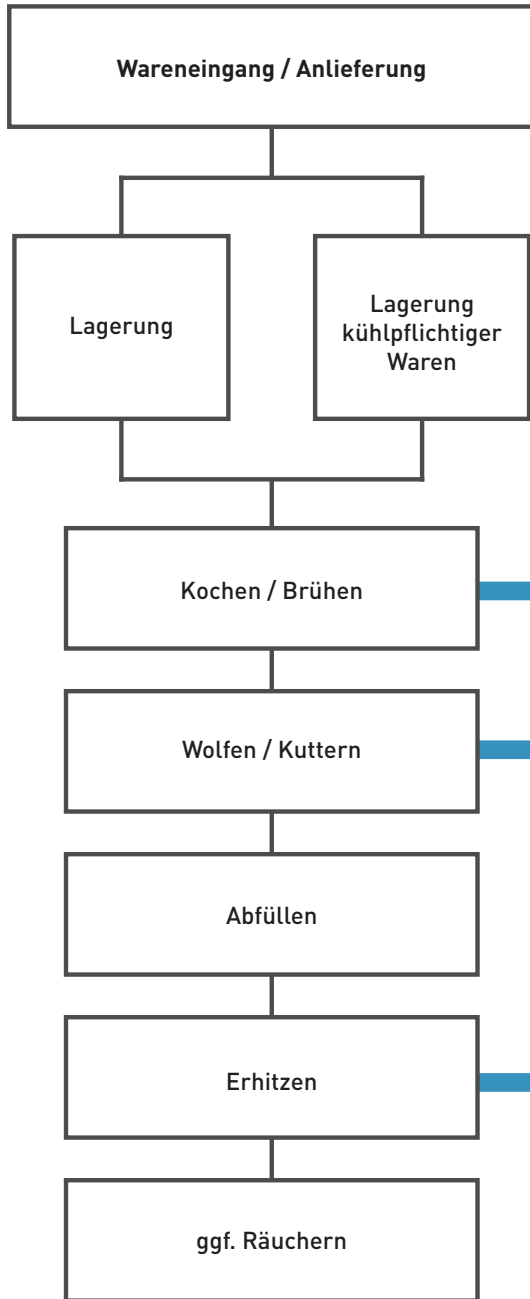 Wareneingang / Anlieferung
Lagerung
Lagerung
kühlpflichtiger
Waren
Kochen / Brühen
Wolfen / Kuttern
Abfüllen
Erhitzen
ggf. Räuchern